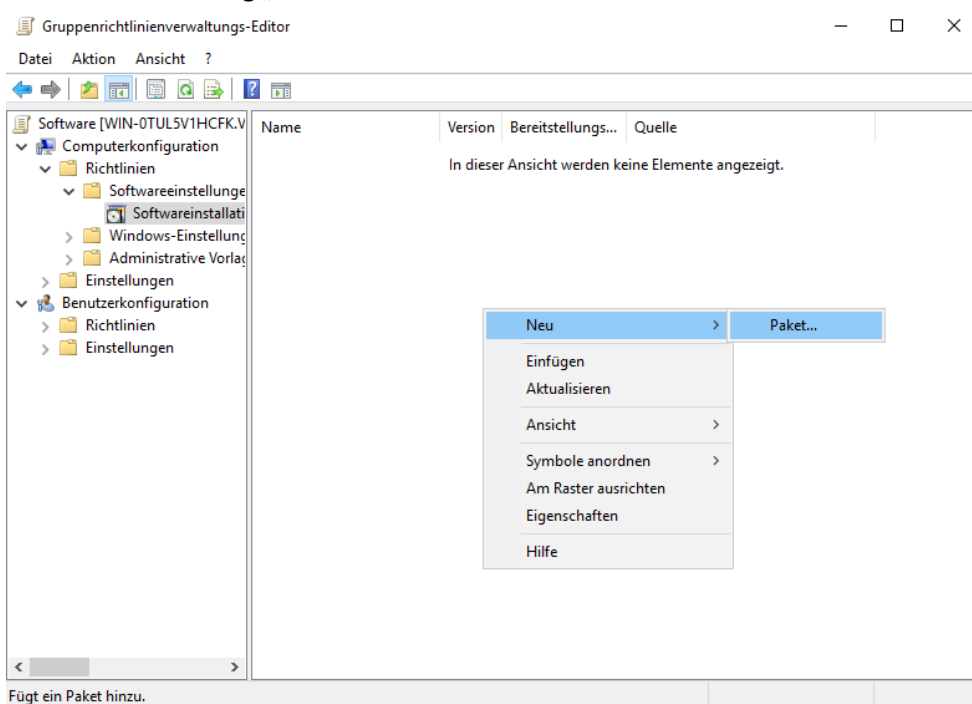 Gruppenrichtlinienverwaltungs-Editor
Datei Aktion Ansicht ?
Software [WIN-0TUL5V1HCFK.V
Computerkonfiguration
Richtlinien
Softwareeinstellunge
Softwareinstallati
Windows-Einstellung
Administrative Vorlag
Einstellungen
Benutzerkonfiguration
Richtlinien
Einstellungen
Name Version Bereitstellungs... Quelle
In dieser Ansicht werden keine Elemente angezeigt.
Neu
Paket...
Einfügen
Aktualisieren
Ansicht
Symbole anordnen
Am Raster ausrichten
Eigenschaften
Hilfe
Fügt ein Paket hinzu.